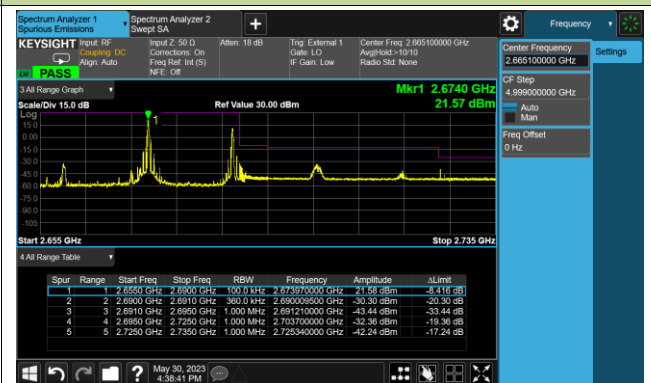 Spectrum Analyzer 1
Spurious Emissions
Spectrum Analyzer 2
Swept SA
+
Frequency
KEYSIGHT
Input: RF
Coupling: DC
Align: Auto
Input Z: 50 Ω
Corrections: On
Freq Ref: Int (S)
NFE: Off
Atten: 18 dB
Trig: External 1
Gate: LO
IF Gain: Low
Center Freq: 2.665100000 GHz
Avg|Hold:>10/10
Radio Std: None
PASS
Center Frequency
2.665100000 GHz
Settings
CF Step
4.999000000 GHz
Auto
Man
Freq Offset
0 Hz
3 All Range Graph
Mkr1 2.6740 GHz
Scale/Div 15.0 dB
Ref Value 30.00 dBm
21.57 dBm
Log
15.0
0.00
-15.0
-30.0
-45.0
-60.0
-75.0
-90.0
-105
1
Start 2.655 GHz
Stop 2.735 GHz
4 All Range Table
Spur Range Start Freq Stop Freq RBW Frequency Amplitude ΔLimit
1 1 2.6550 GHz 2.6900 GHz 100.0 kHz 2.673970000 GHz 21.58 dBm -8.416 dB
2 2 2.6900 GHz 2.6910 GHz 360.0 kHz 2.690009500 GHz -30.30 dBm -20.30 dB
3 3 2.6910 GHz 2.6950 GHz 1.000 MHz 2.691210000 GHz -43.44 dBm -33.44 dB
4 4 2.6950 GHz 2.7250 GHz 1.000 MHz 2.703700000 GHz -32.36 dBm -19.36 dB
5 5 2.7250 GHz 2.7350 GHz 1.000 MHz 2.725340000 GHz -42.24 dBm -17.24 dB
?
May 30, 2023
4:38:41 PM